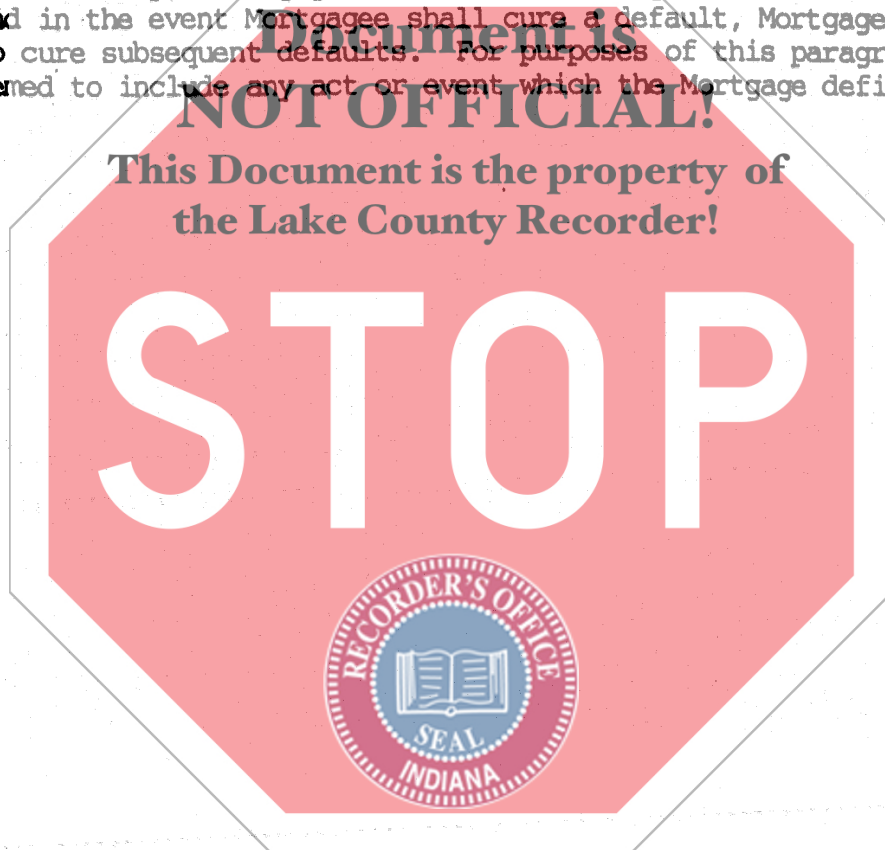 d in the event Mortgagee shall cure a default, Mortgage
Document is
cure subsequent defaults. For purposes of this paragr
med to include any act or event which the Mortgage defi
NOT OFFICIAL!
This Document is the property of
the Lake County Recorder!
STOP
RECORDER'S OFFICE
SEAL
INDIANA